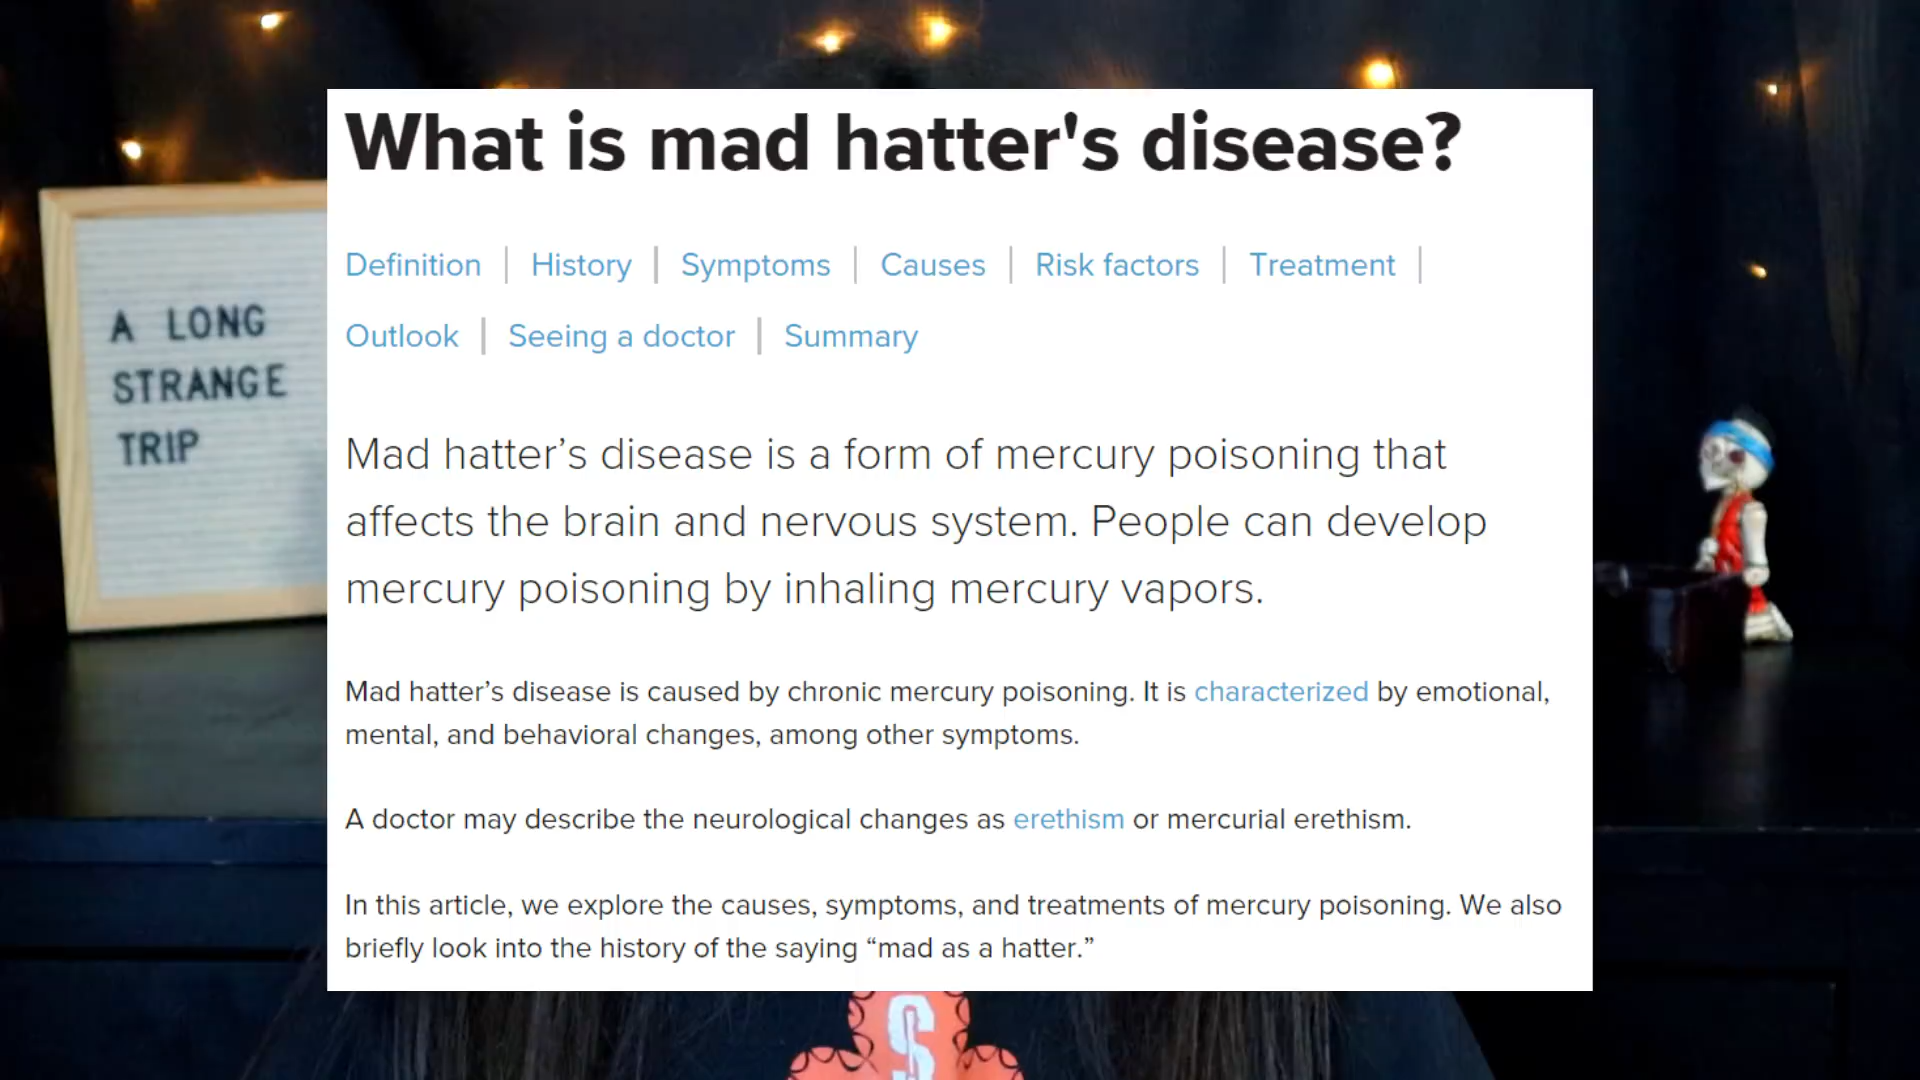 What is mad hatter's disease?
Definition | History | Symptoms | Causes | Risk factors | Treatment |
Outlook | Seeing a doctor | Summary
A LONG
STRANGE
TRIP
Mad hatter’s disease is a form of mercury poisoning that
affects the brain and nervous system. People can develop
mercury poisoning by inhaling mercury vapors.
Mad hatter’s disease is caused by chronic mercury poisoning. It is characterized by emotional,
mental, and behavioral changes, among other symptoms.
A doctor may describe the neurological changes as erethism or mercurial erethism.
In this article, we explore the causes, symptoms, and treatments of mercury poisoning. We also
briefly look into the history of the saying “mad as a hatter.”
S